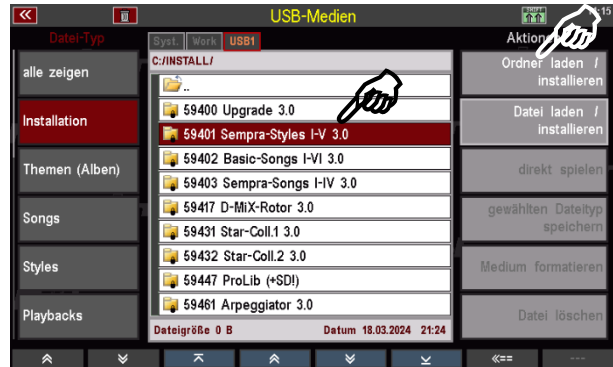 USB-Medien
:15
Datei-Typ
Syst. Work USB1
Aktion
C:/INSTALL/
alle zeigen
Ordner laden /
installieren
..
59400 Upgrade 3.0
Installation
59401 Sempra-Styles I-V 3.0
Datei laden /
installieren
59402 Basic-Songs I-VI 3.0
Themen (Alben)
59403 Sempra-Songs I-IV 3.0
direkt spielen
59417 D-MiX-Rotor 3.0
Songs
59431 Star-Coll.1 3.0
gewählten Dateityp
speichern
59432 Star-Coll.2 3.0
Styles
59447 ProLib (+SD!)
Medium formatieren
59461 Arpeggiator 3.0
Playbacks
Dateigröße 0 B Datum 18.03.2024 21:24
Datei löschen
«== ---